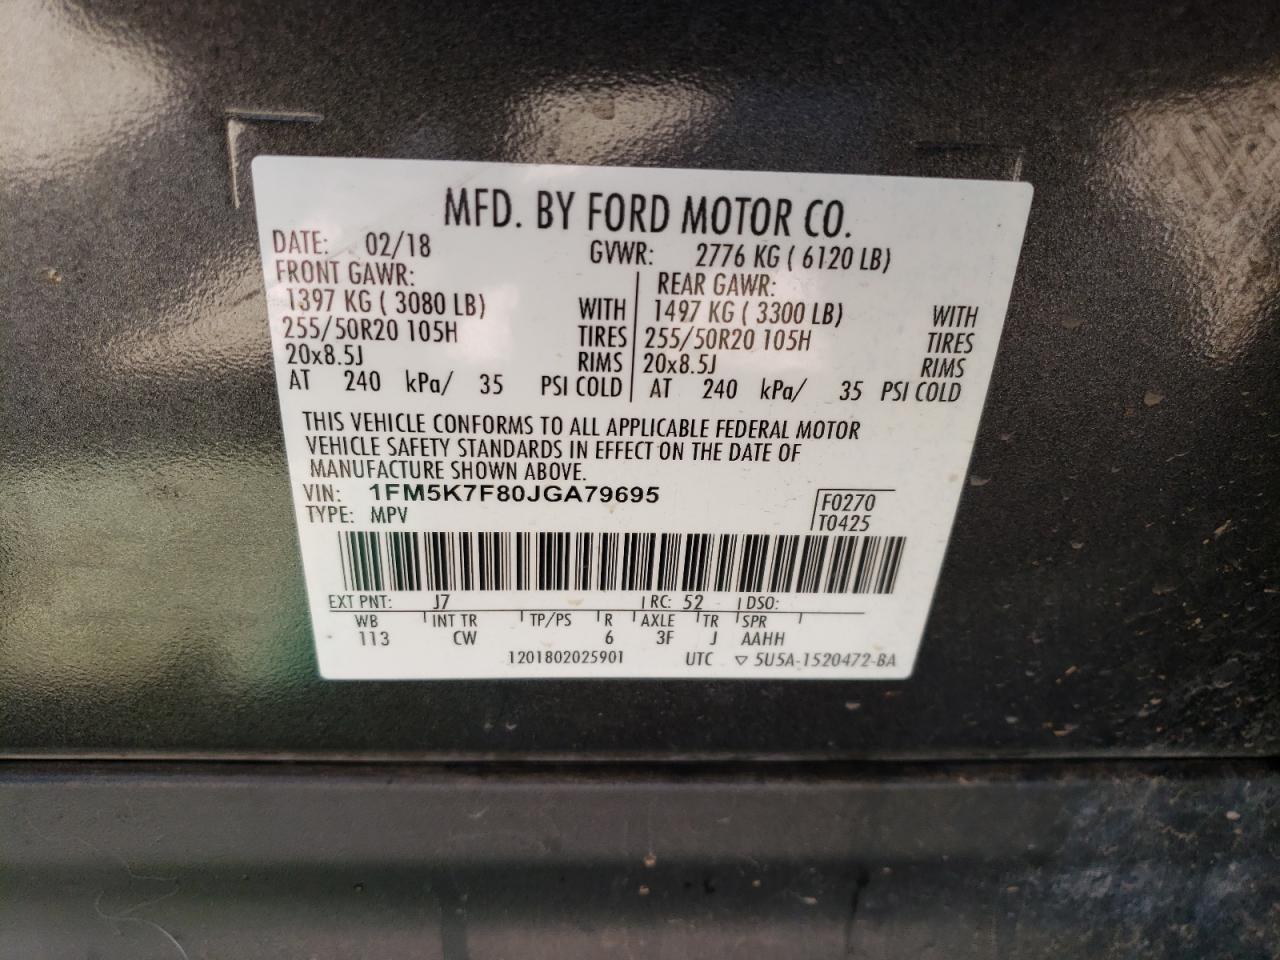 MFD. BY FORD MOTOR CO.
DATE: 02/18 GVWR: 2776 KG ( 6120 LB)
FRONT GAWR: REAR GAWR:
1397 KG ( 3080 LB) WITH 1497 KG ( 3300 LB) WITH
255/50R20 105H TIRES 255/50R20 105H TIRES
20x8.5J RIMS 20x8.5J RIMS
AT 240 kPa/ 35 PSI COLD AT 240 kPa/ 35 PSI COLD
THIS VEHICLE CONFORMS TO ALL APPLICABLE FEDERAL MOTOR
VEHICLE SAFETY STANDARDS IN EFFECT ON THE DATE OF
MANUFACTURE SHOWN ABOVE.
VIN: 1FM5K7F80JGA79695 F0270
TYPE: MPV T0425
EXT PNT: J7 RC: 52 DSO:
WB INT TR TP/PS R AXLE TR SPR
113 CW 6 3F J AAHH
1201802025901 UTC ▽ 5U5A-1520472-BA